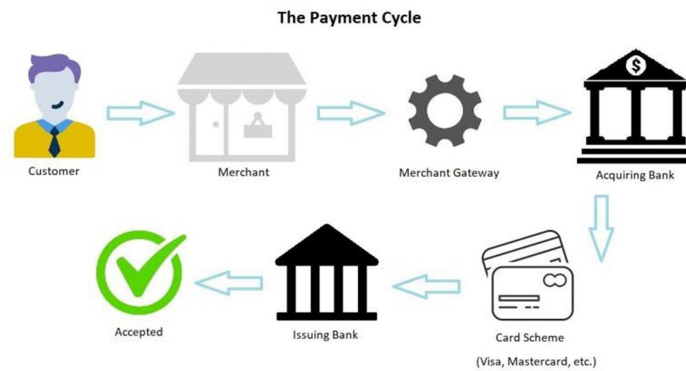 The Payment Cycle
Customer
Merchant
Merchant Gateway
$
Acquiring Bank
Accepted
Issuing Bank
Card Scheme
(Visa, Mastercard, etc.)